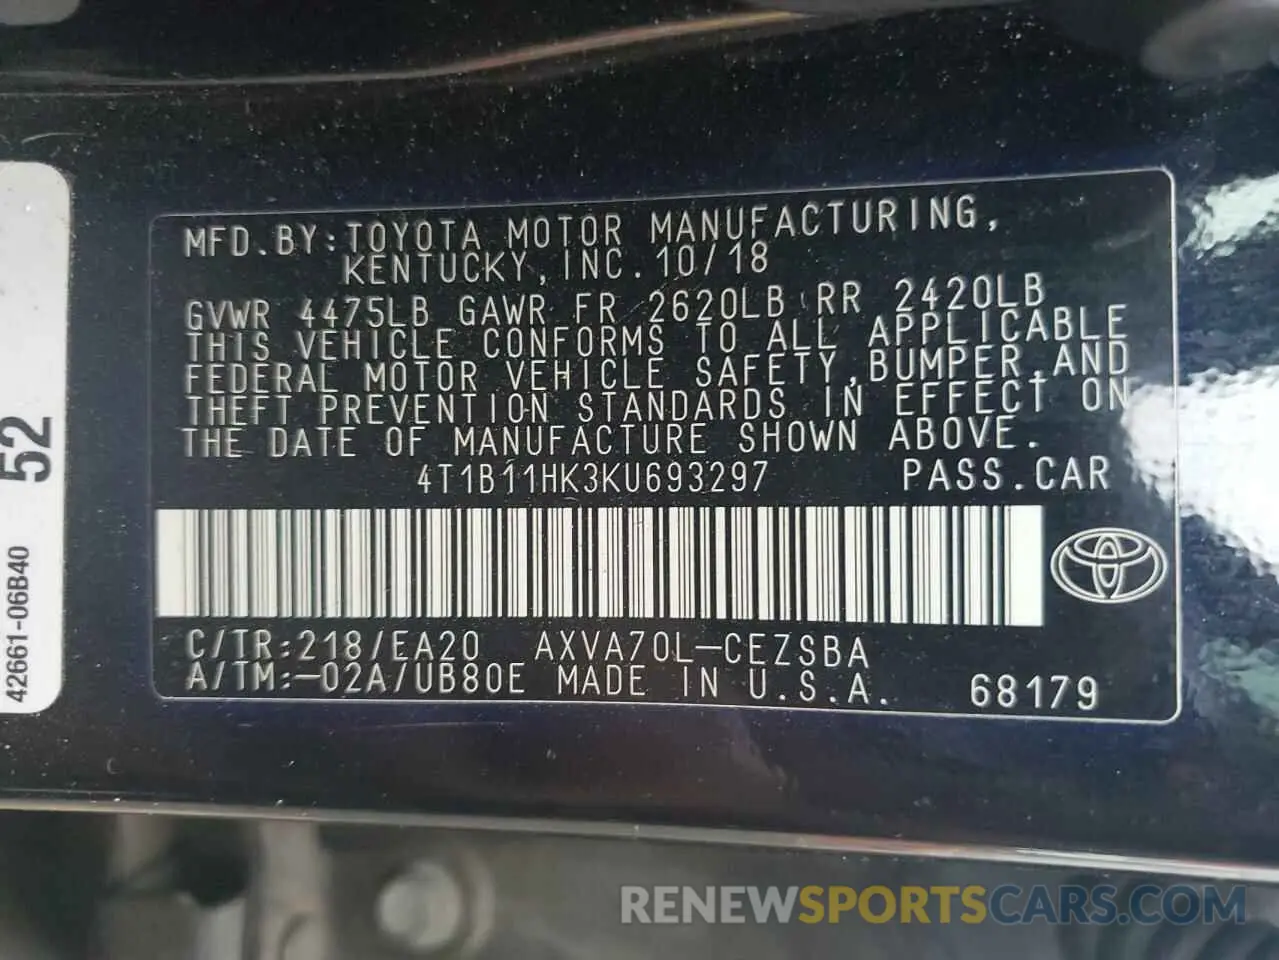 MFD.BY:TOYOTA MOTOR MANUFACTURING,
KENTUCKY,INC.10/18
GVWR 4475LB GAWR FR 2620LB RR 2420LB
THIS VEHICLE CONFORMS TO ALL APPLICABLE
FEDERAL MOTOR VEHICLE SAFETY,BUMPER,AND
THEFT PREVENTION STANDARDS IN EFFECT ON
THE DATE OF MANUFACTURE SHOWN ABOVE.
4T1B11HK3KU693297 PASS.CAR
C/TR:218/EA20 AXVA70L-CEZSBA
A/TM:-02A/UB80E MADE IN U.S.A. 68179
52
42661-06B40
RENEWSPORTSCARS.COM